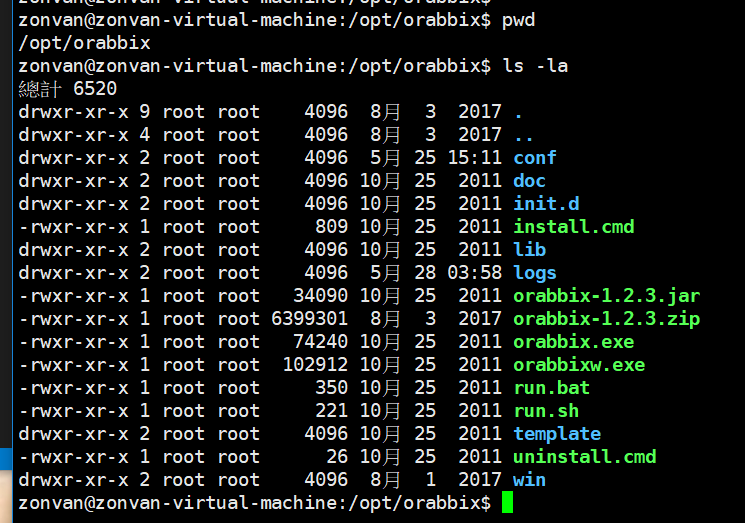 zonvan@zonvan-virtual-machine:/opt/orabbix$ pwd
/opt/orabbix
zonvan@zonvan-virtual-machine:/opt/orabbix$ ls -la
總計 6520
drwxr-xr-x 9 root root    4096  8月  3  2017 .
drwxr-xr-x 4 root root    4096  8月  3  2017 ..
drwxr-xr-x 2 root root    4096  5月 25 15:11 conf
drwxr-xr-x 2 root root    4096 10月 25  2011 doc
drwxr-xr-x 2 root root    4096 10月 25  2011 init.d
-rwxr-xr-x 1 root root     809 10月 25  2011 install.cmd
drwxr-xr-x 2 root root    4096 10月 25  2011 lib
drwxr-xr-x 2 root root    4096  5月 28 03:58 logs
-rwxr-xr-x 1 root root   34090 10月 25  2011 orabbix-1.2.3.jar
-rwxr-xr-x 1 root root 6399301  8月  3  2017 orabbix-1.2.3.zip
-rwxr-xr-x 1 root root   74240 10月 25  2011 orabbix.exe
-rwxr-xr-x 1 root root  102912 10月 25  2011 orabbixw.exe
-rwxr-xr-x 1 root root     350 10月 25  2011 run.bat
-rwxr-xr-x 1 root root     221 10月 25  2011 run.sh
drwxr-xr-x 2 root root    4096 10月 25  2011 template
-rwxr-xr-x 1 root root      26 10月 25  2011 uninstall.cmd
drwxr-xr-x 2 root root    4096  8月  1  2017 win
zonvan@zonvan-virtual-machine:/opt/orabbix$